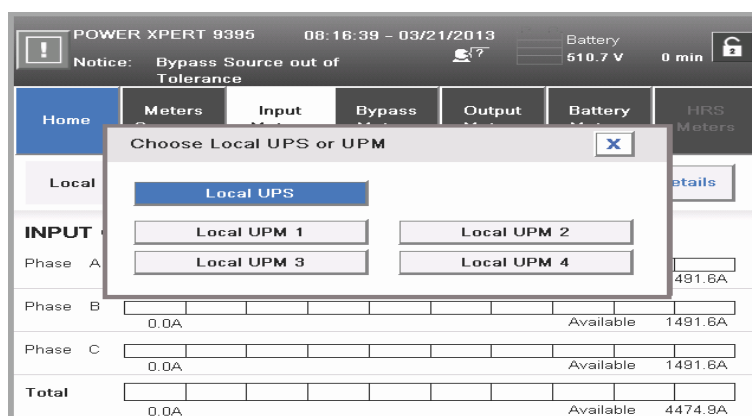 POWER XPERT 9395 08:16:39 - 03/21/2013
Notice: Bypass Source out of Tolerance
Battery
510.7 V 0 min
2
Home
Meters
Input
Bypass
Output
Battery
HRS Meters
Choose Local UPS or UPM X
Local
Local UPS
etails
Local UPM 1 Local UPM 2
Local UPM 3 Local UPM 4
INPUT
Phase A
491.6A
Phase B
0.0A Available 1491.6A
Phase C
0.0A Available 1491.6A
Total
0.0A Available 4474.9A